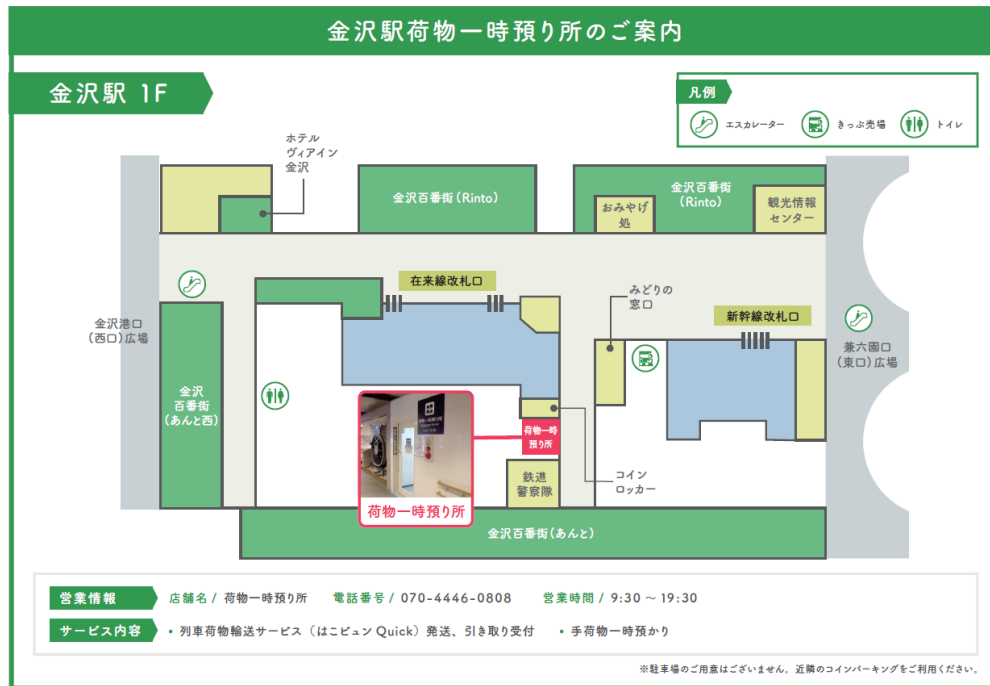 金沢駅荷物一時預り所のご案内
金沢駅 1F
凡例
エスカレーター
きっぷ売場
トイレ
ホテル
ヴィアイン
金沢
金沢百番街(Rinto)
金沢百番街
(Rinto)
おみやげ
処
観光情報
センター
在来線改札口
みどりの
窓口
新幹線改札口
金沢港口
(西口)広場
兼六園口
(東口)広場
金沢
百番街
(あんと西)
荷物一時
預り所
荷物一時預り所
鉄道
警察隊
コイン
ロッカー
荷物一時預り所
金沢百番街(あんと)
営業情報
店舗名 / 荷物一時預り所 電話番号 / 070-4446-0808 営業時間 / 9:30 〜 19:30
サービス内容
・列車荷物輸送サービス(はこビュン Quick)発送、引き取り受付 ・手荷物一時預かり
※駐車場のご用意はございません。近隣のコインパーキングをご利用ください。